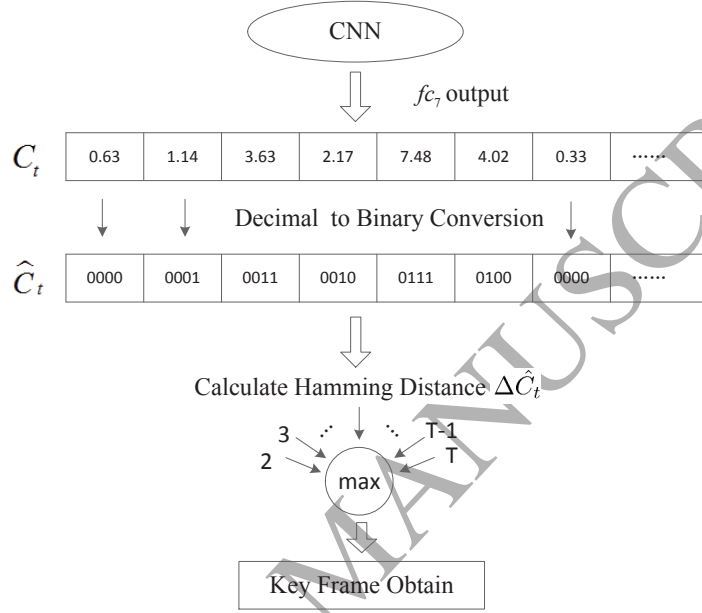 CNN
fc₇ output
Cₜ 0.63 1.14 3.63 2.17 7.48 4.02 0.33 ······
Decimal to Binary Conversion
Ĉₜ 0000 0001 0011 0010 0111 0100 0000 ······
Calculate Hamming Distance ΔĈₜ
2 3 ... ... T-1 T
max
Key Frame Obtain
MANUSCR